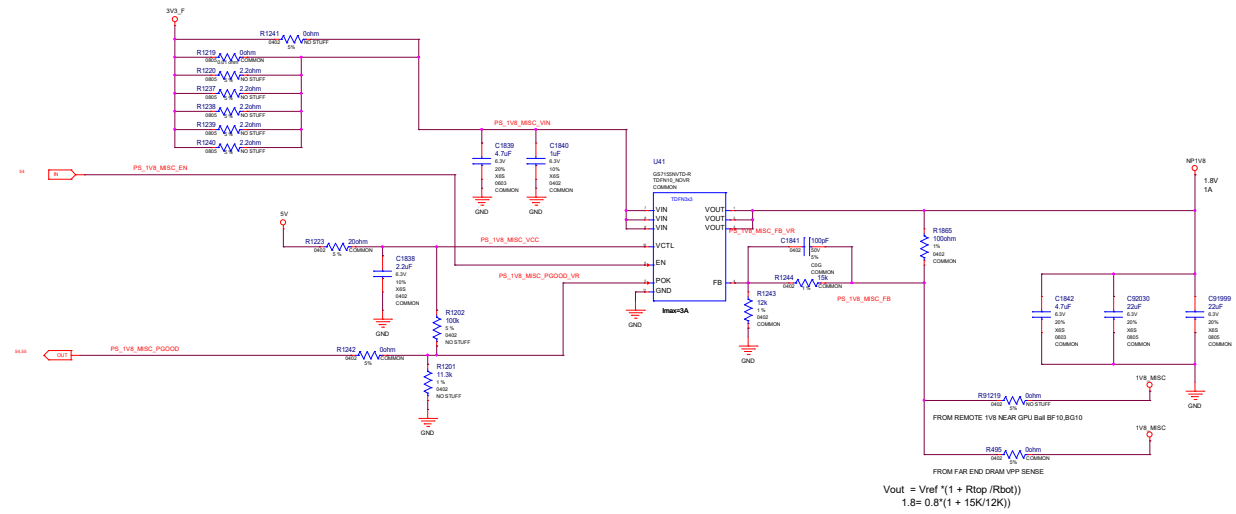 3V3_F
R1241 0ohm
0402 5% NO STUFF
R1219 0ohm
0805 COMMON
R1220 2.2ohm
0805 5 % NO STUFF
R1237 2.2ohm
0805 5 % NO STUFF
R1238 2.2ohm
0805 5 % NO STUFF
R1239 2.2ohm
0805 5 % NO STUFF
R1240 2.2ohm
0805 5 % NO STUFF
PS_1V8_MISC_VIN
C1839
4.7uF
6.3V
20%
X6S
0603
COMMON
GND
C1840
1uF
6.3V
10%
X6S
0402
COMMON
GND
IN
PS_1V8_MISC_EN
5V
R1223 20ohm
0402 5 % COMMON
PS_1V8_MISC_VCC
C1838
2.2uF
6.3V
10%
X6S
0402
COMMON
GND
PS_1V8_MISC_PGOOD_VR
R1202
100k
5 %
0402
NO STUFF
OUT
PS_1V8_MISC_PGOOD
R1242 0ohm
0402 5% COMMON
R1201
11.3k
1 %
0402
NO STUFF
GND
U41
GS7155NVTD-R
TDFN10_NOVR
COMMON
TDFN3x3
VIN VOUT
VIN VOUT
VIN VOUT
VCTL
EN
POK FB
GND
GND
Imax=3A
PS_1V8_MISC_FB_VR
C1841 100pF
0402 50V
5%
C0G
COMMON
R1244 15k
0402 1 % COMMON
PS_1V8_MISC_FB
R1243
12k
1 %
0402
COMMON
GND
NP1V8
1.8V
1A
R1865
100ohm
1%
0402
COMMON
C1842
4.7uF
6.3V
20%
X6S
0603
COMMON
C92030
22uF
6.3V
20%
X6S
0805
COMMON
C91999
22uF
6.3V
20%
X6S
0805
COMMON
GND
1V8_MISC
R91219 0ohm
0402 5% NO STUFF
FROM REMOTE 1V8 NEAR GPU Ball BF10,BG10
1V8_MISC
R495 0ohm
0402 5% COMMON
FROM FAR END DRAM VPP SENSE
Vout = Vref *(1 + Rtop /Rbot))
1.8= 0.8*(1 + 15K/12K))